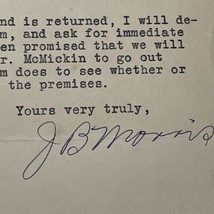 nd is returned, I will de-
m, and ask for immediate
en promised that we will
r. McMickin to go out
m does to see whether or
the premises.
Yours very truly,
J B Morris